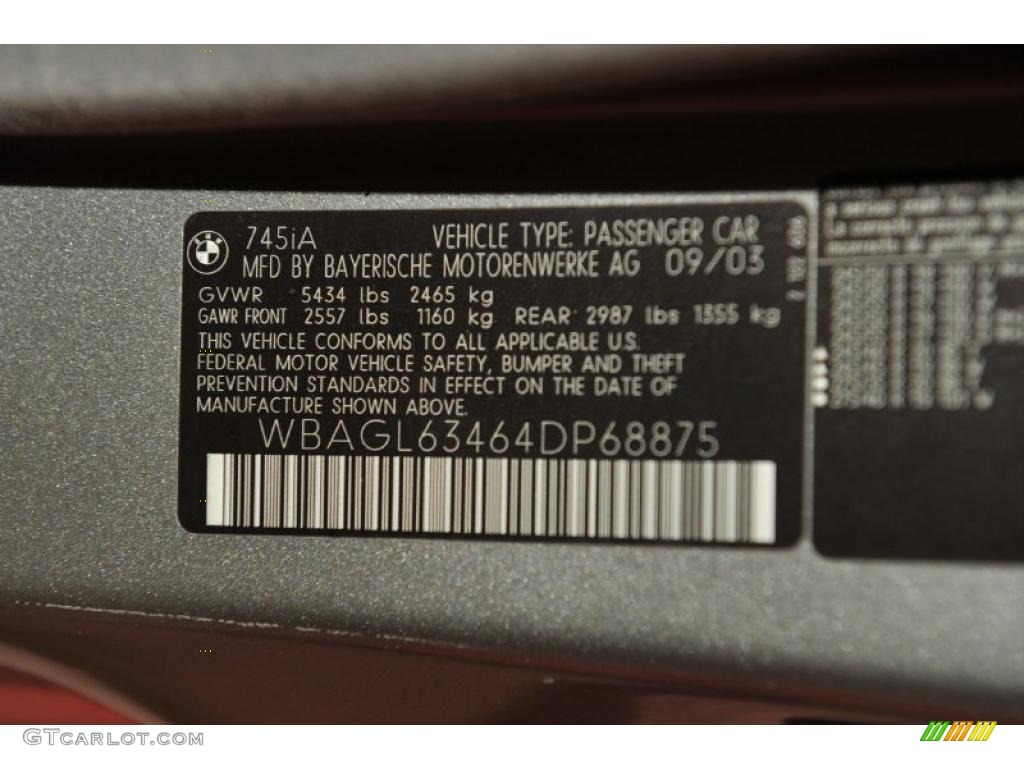 745iA VEHICLE TYPE: PASSENGER CAR
MFD BY BAYERISCHE MOTORENWERKE AG 09/03
GVWR 5434 lbs 2465 kg
GAWR FRONT 2557 lbs 1160 kg REAR: 2987 lbs 1355 kg
THIS VEHICLE CONFORMS TO ALL APPLICABLE U.S.
FEDERAL MOTOR VEHICLE SAFETY, BUMPER AND THEFT
PREVENTION STANDARDS IN EFFECT ON THE DATE OF
MANUFACTURE SHOWN ABOVE.
WBAGL63464DP68875
GTCARLOT.COM